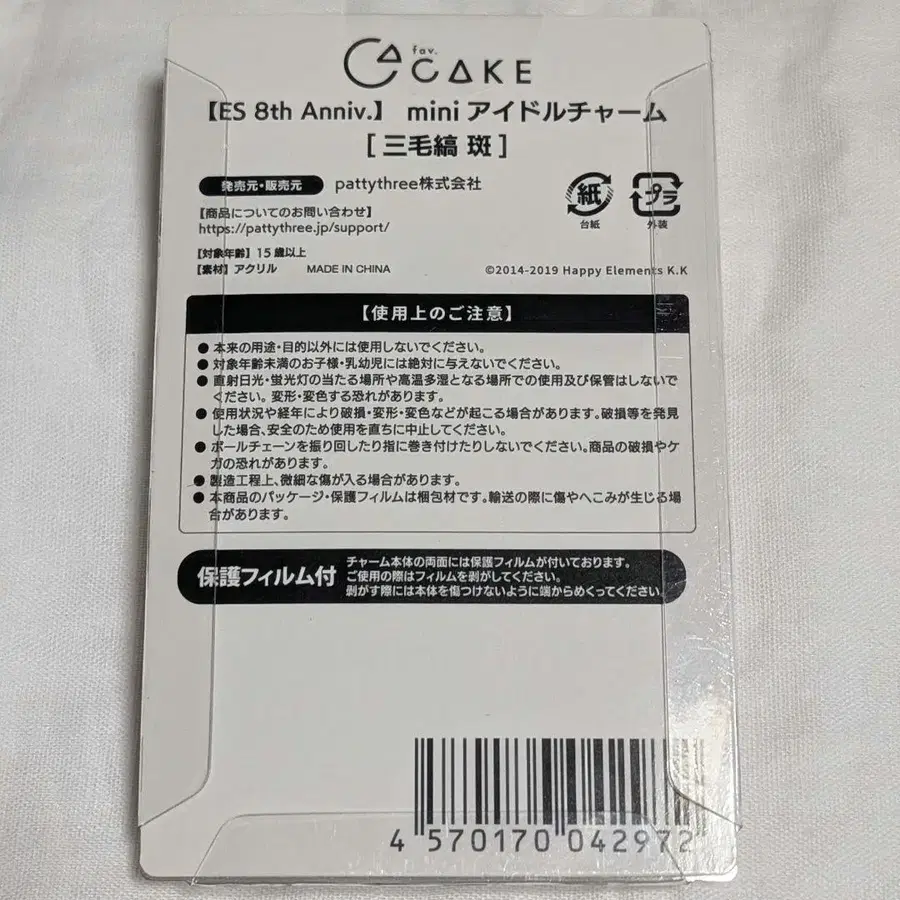 fav.
CAKE
【ES 8th Anniv.】 mini アイドルチャーム
[ 三毛縞 斑 ]
発売元・販売元 pattythree株式会社
紙 プラ
台紙 外装
【商品についてのお問い合わせ】
https://pattythree.jp/support/
【対象年齢】15歳以上
【素材】アクリル MADE IN CHINA ©2014-2019 Happy Elements K.K
【使用上のご注意】
● 本来の用途・目的以外には使用しないでください。
● 対象年齢未満のお子様・乳幼児には絶対に与えないでください。
● 直射日光・蛍光灯の当たる場所や高温多湿となる場所での使用及び保管はしないで
ください。変形・変色する恐れがあります。
● 使用状況や経年により破損・変形・変色などが起こる場合があります。破損等を発見
した場合、安全のため使用を直ちに中止してください。
● ボールチェーンを振り回したり指に巻き付けたりしないでください。商品の破損やケ
ガの恐れがあります。
● 製造工程上、微細な傷が入る場合があります。
● 本商品のパッケージ・保護フィルムは梱包材です。輸送の際に傷やへこみが生じる場
合があります。
保護フィルム付
チャーム本体の両面には保護フィルムが付いております。
ご使用の際はフィルムを剥がしてください。
剥がす際には本体を傷つけないように端からめくってください。
4 570170 042972